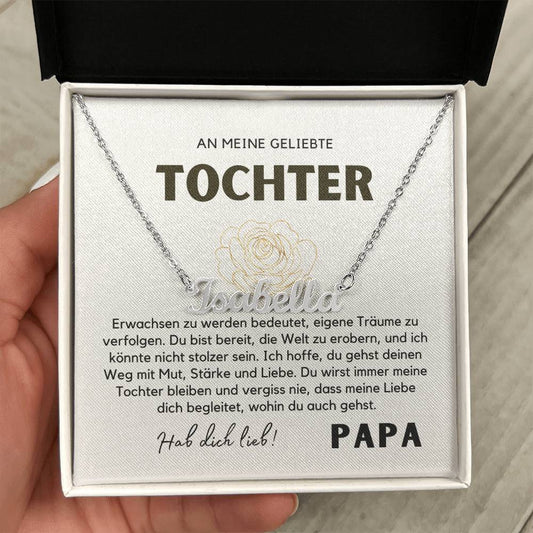 AN MEINE GELIEBTE
TOCHTER
Isabella
Erwachsen zu werden bedeutet, eigene Träume zu
verfolgen. Du bist bereit, die Welt zu erobern, und ich
könnte nicht stolzer sein. Ich hoffe, du gehst deinen
Weg mit Mut, Stärke und Liebe. Du wirst immer meine
Tochter bleiben und vergiss nie, dass meine Liebe
dich begleitet, wohin du auch gehst.
Hab dich lieb! PAPA